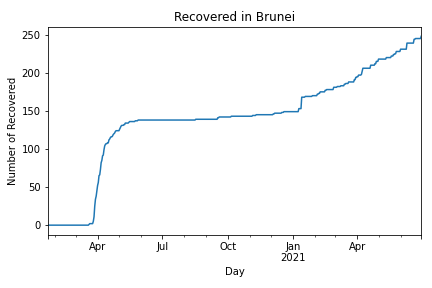 Recovered in Brunei
Number of Recovered
250
200
150
100
50
0
Apr
Jul
Oct
Jan
2021
Apr
Day